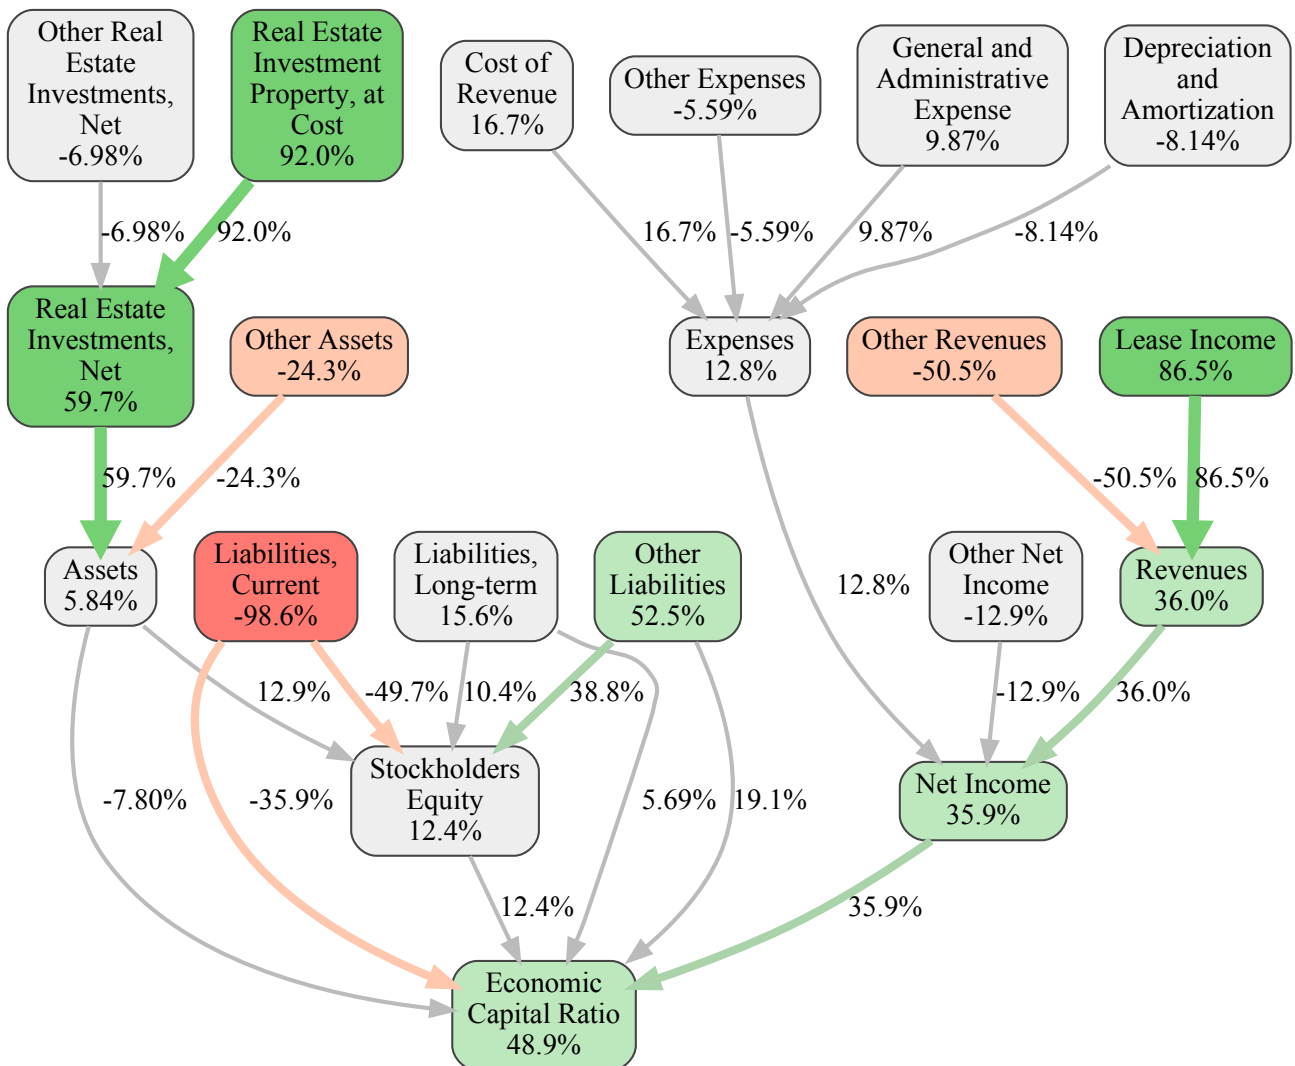 Other Real
Estate
Investments,
Net
-6.98%
Real Estate
Investment
Property, at
Cost
92.0%
Cost of
Revenue
16.7%
Other Expenses
-5.59%
General and
Administrative
Expense
9.87%
Depreciation
and
Amortization
-8.14%
-6.98%
92.0%
16.7%
-5.59%
9.87%
-8.14%
Real Estate
Investments,
Net
59.7%
Other Assets
-24.3%
Expenses
12.8%
Other Revenues
-50.5%
Lease Income
86.5%
59.7%
-24.3%
-50.5%
86.5%
Assets
5.84%
Liabilities,
Current
-98.6%
Liabilities,
Long-term
15.6%
Other
Liabilities
52.5%
12.8%
Other Net
Income
-12.9%
Revenues
36.0%
12.9%
-49.7%
10.4%
38.8%
-12.9%
36.0%
-7.80%
-35.9%
Stockholders
Equity
12.4%
5.69%
19.1%
Net Income
35.9%
12.4%
35.9%
Economic
Capital Ratio
48.9%